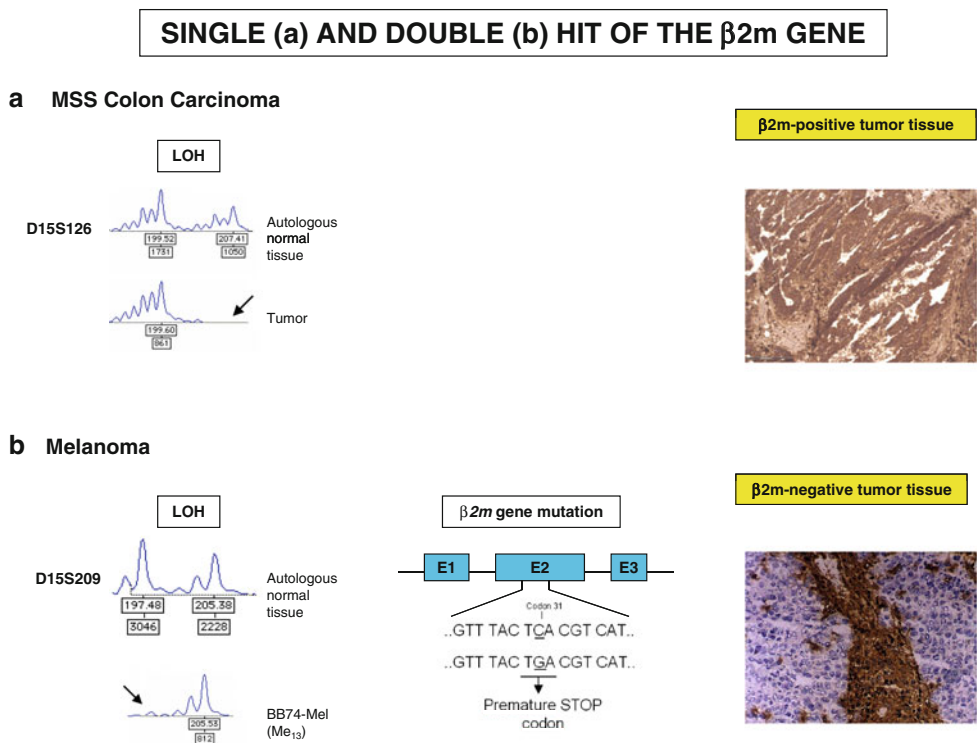 SINGLE (a) AND DOUBLE (b) HIT OF THE β2m GENE
a MSS Colon Carcinoma
β2m-positive tumor tissue
LOH
D15S126
199.52
1731
207.41
1050
Autologous
normal
tissue
199.60
861
Tumor
b Melanoma
β2m-negative tumor tissue
LOH
β2m gene mutation
D15S209
197.48
3046
205.38
2228
Autologous
normal
tissue
E1
E2
E3
Codon 31
..GTT TAC TCA CGT CAT..
..GTT TAC TGA CGT CAT..
Premature STOP
codon
205.53
812
BB74-Mel
(Me13)